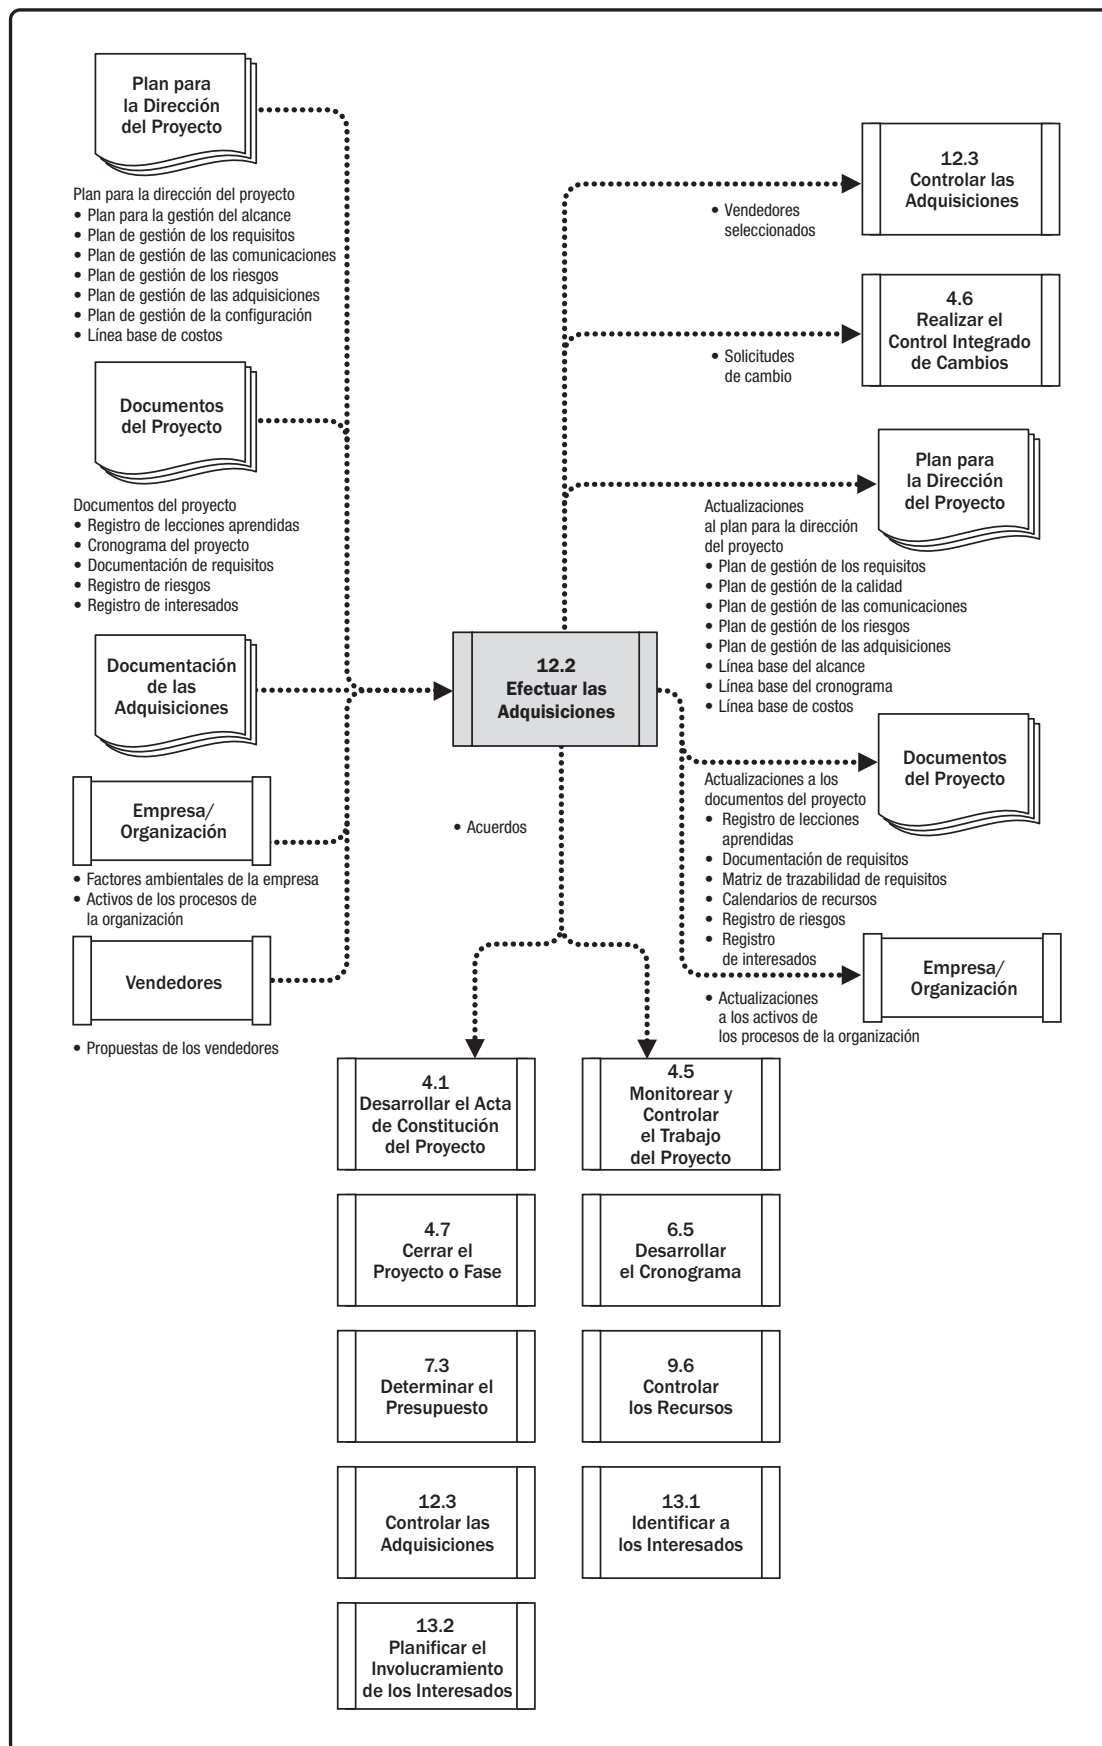 Plan para
la Dirección
del Proyecto
Plan para la dirección del proyecto
• Plan para la gestión del alcance
• Plan de gestión de los requisitos
• Plan de gestión de las comunicaciones
• Plan de gestión de los riesgos
• Plan de gestión de las adquisiciones
• Plan de gestión de la configuración
• Línea base de costos
Documentos
del Proyecto
Documentos del proyecto
• Registro de lecciones aprendidas
• Cronograma del proyecto
• Documentación de requisitos
• Registro de riesgos
• Registro de interesados
Documentación
de las
Adquisiciones
Empresa/
Organización
• Factores ambientales de la empresa
• Activos de los procesos de
la organización
Vendedores
• Propuestas de los vendedores
12.2
Efectuar las
Adquisiciones
• Acuerdos
12.3
Controlar las
Adquisiciones
• Vendedores
seleccionados
4.6
Realizar el
Control Integrado
de Cambios
• Solicitudes
de cambio
Plan para
la Dirección
del Proyecto
Actualizaciones
al plan para la dirección
del proyecto
• Plan de gestión de los requisitos
• Plan de gestión de la calidad
• Plan de gestión de las comunicaciones
• Plan de gestión de los riesgos
• Plan de gestión de las adquisiciones
• Línea base del alcance
• Línea base del cronograma
• Línea base de costos
Documentos
del Proyecto
Actualizaciones a los
documentos del proyecto
• Registro de lecciones
aprendidas
• Documentación de requisitos
• Matriz de trazabilidad de requisitos
• Calendarios de recursos
• Registro de riesgos
• Registro
de interesados
Empresa/
Organización
• Actualizaciones
a los activos de
los procesos de la organización
4.1
Desarrollar el Acta
de Constitución
del Proyecto
4.5
Monitorear y
Controlar
el Trabajo
del Proyecto
4.7
Cerrar el
Proyecto o Fase
6.5
Desarrollar
el Cronograma
7.3
Determinar el
Presupuesto
9.6
Controlar
los Recursos
12.3
Controlar las
Adquisiciones
13.1
Identificar a
los Interesados
13.2
Planificar el
Involucramiento
de los Interesados